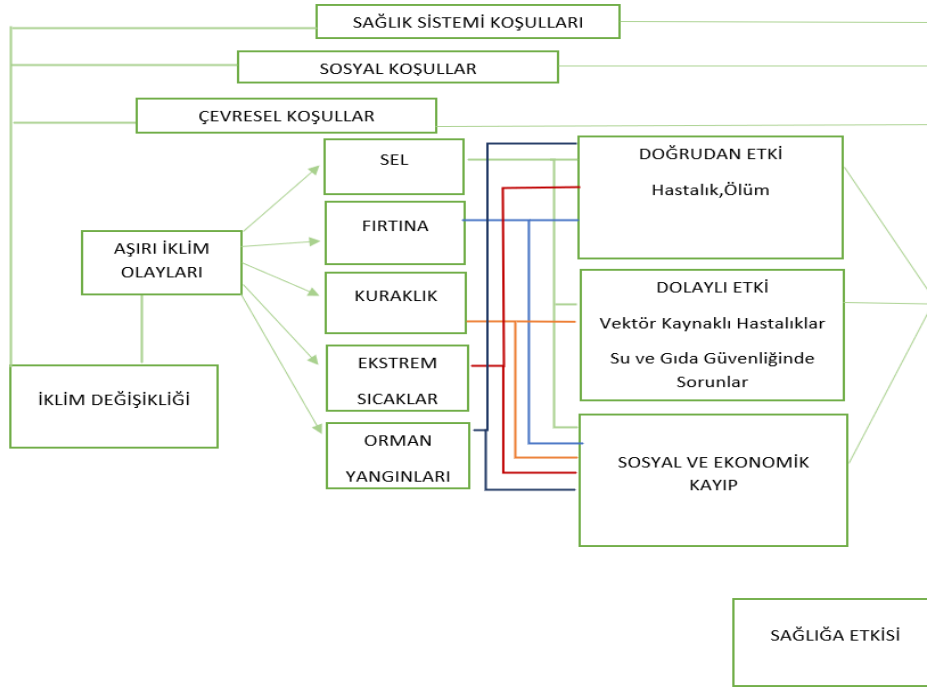 SAĞLIK SİSTEMİ KOŞULLARI
SOSYAL KOŞULLAR
ÇEVRESEL KOŞULLAR
SEL
FIRTINA
AŞIRI İKLİM
OLAYLARI
KURAKLIK
EKSTREM
SICAKLAR
İKLİM DEĞİŞİKLİĞİ
ORMAN
YANGINLARI
DOĞRUDAN ETKİ
Hastalık,Ölüm
DOLAYLI ETKİ
Vektör Kaynaklı Hastalıklar
Su ve Gıda Güvenliğinde
Sorunlar
SOSYAL VE EKONOMİK
KAYIP
SAĞLIĞA ETKİSİ